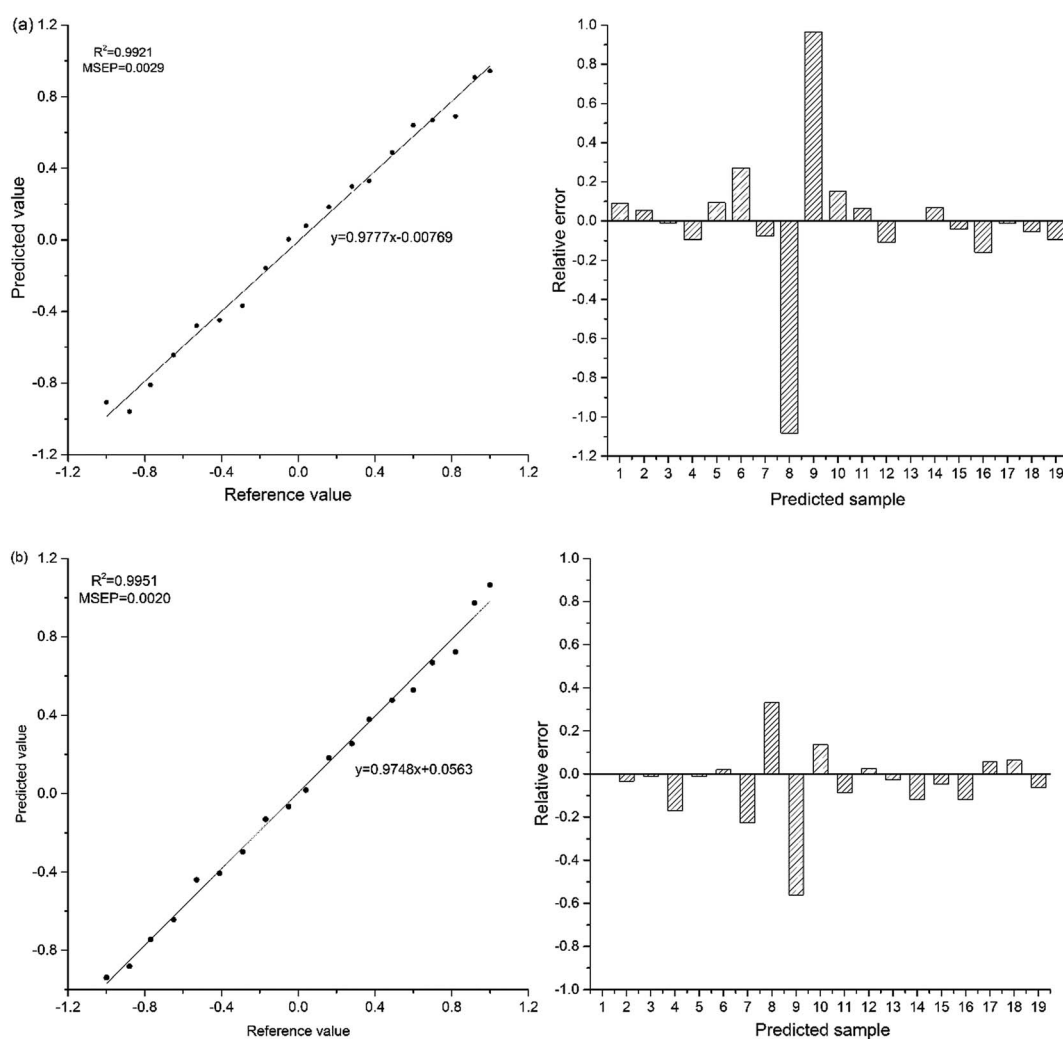 (a)
R²=0.9921
MSEP=0.0029
y=0.9777x-0.00769
1.2
0.8
0.4
0.0
-0.4
-0.8
-1.2
Predicted value
-1.2 -0.8 -0.4 0.0 0.4 0.8 1.2
Reference value
1.0
0.8
0.6
0.4
0.2
0.0
-0.2
-0.4
-0.6
-0.8
-1.0
-1.2
Relative error
1 2 3 4 5 6 7 8 9 10 11 12 13 14 15 16 17 18 19
Predicted sample
(b)
R²=0.9951
MSEP=0.0020
y=0.9748x+0.0563
1.2
0.8
0.4
0.0
-0.4
-0.8
Predicted value
-1.2 -0.8 -0.4 0.0 0.4 0.8 1.2
Reference value
1.0
0.8
0.6
0.4
0.2
0.0
-0.2
-0.4
-0.6
-0.8
-1.0
Relative error
1 2 3 4 5 6 7 8 9 10 11 12 13 14 15 16 17 18 19
Predicted sample